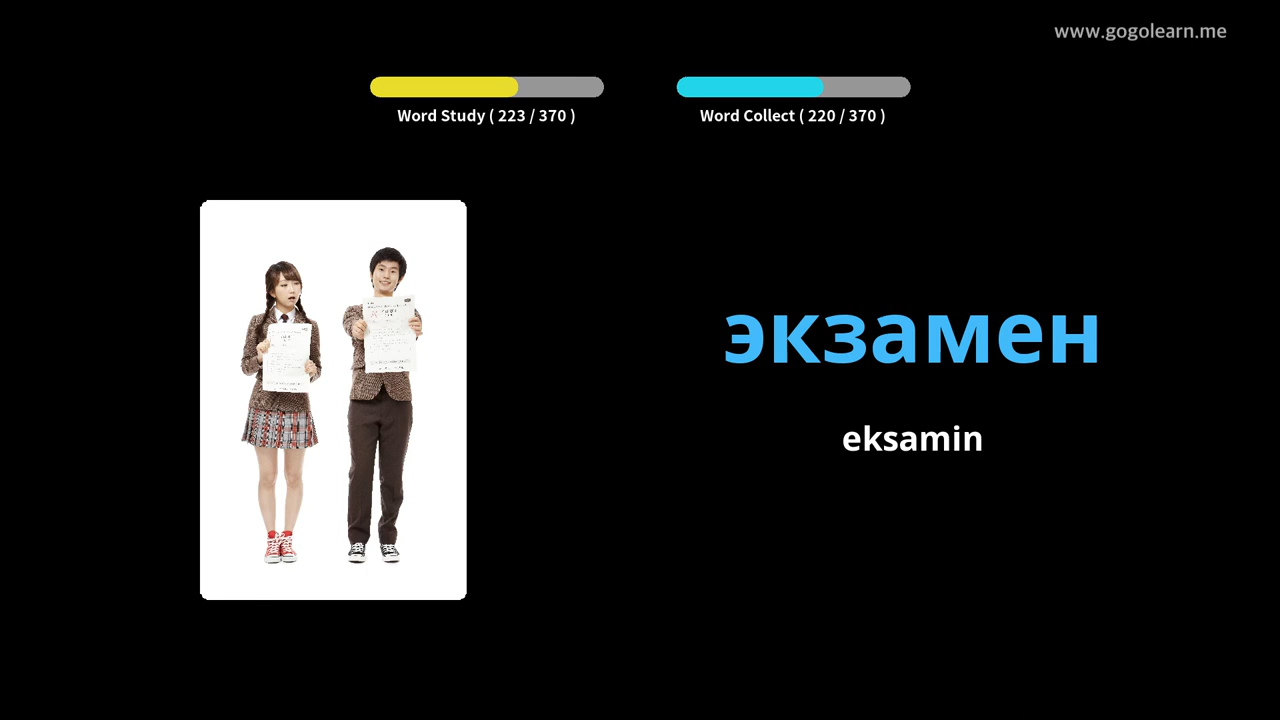 www.gogolearn.me
Word Study ( 223 / 370 )
Word Collect ( 220 / 370 )
экзамен
eksamin